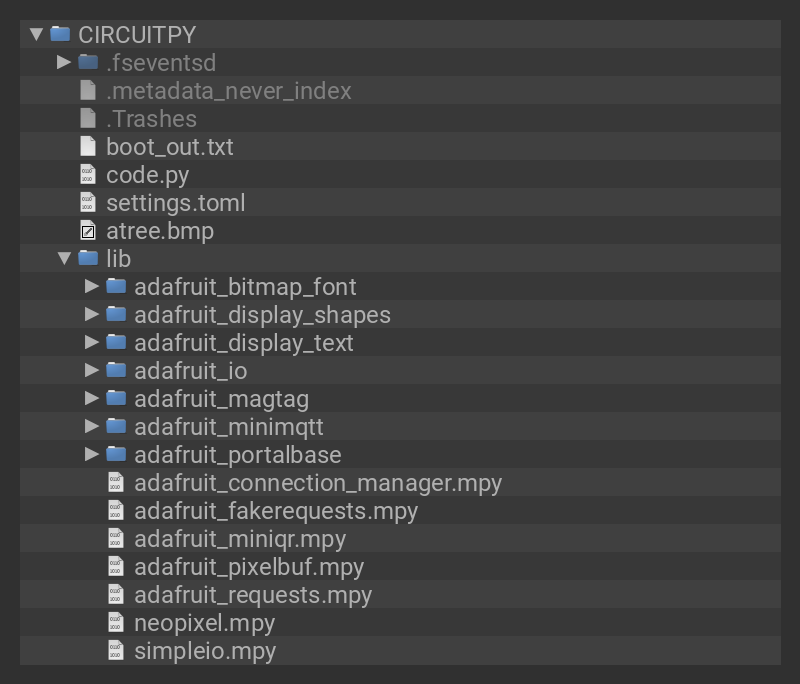 CIRCUITPY
.fseventsd
.metadata_never_index
.Trashes
boot_out.txt
code.py
settings.toml
atree.bmp
lib
adafruit_bitmap_font
adafruit_display_shapes
adafruit_display_text
adafruit_io
adafruit_magtag
adafruit_minimqtt
adafruit_portalbase
adafruit_connection_manager.mpy
adafruit_fakerequests.mpy
adafruit_miniqr.mpy
adafruit_pixelbuf.mpy
adafruit_requests.mpy
neopixel.mpy
simpleio.mpy